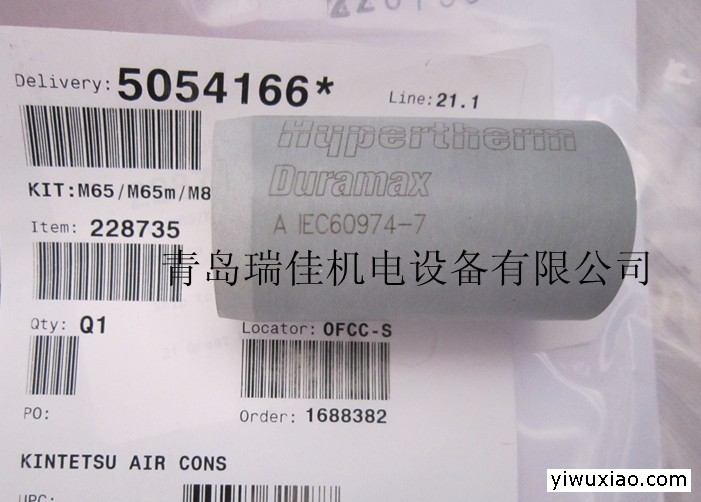 Delivery: 5054166* Line: 21.1
Hypertherm
Duramax
KIT:M65/M65m/M8
A IEC60974-7
Item: 228735
青岛瑞佳机电设备有限公司
Qty: Q1 Locator: OFCC-S
PO: Order: 1688382
KINTETSU AIR CONS
UPC:
yiwuxiao.com